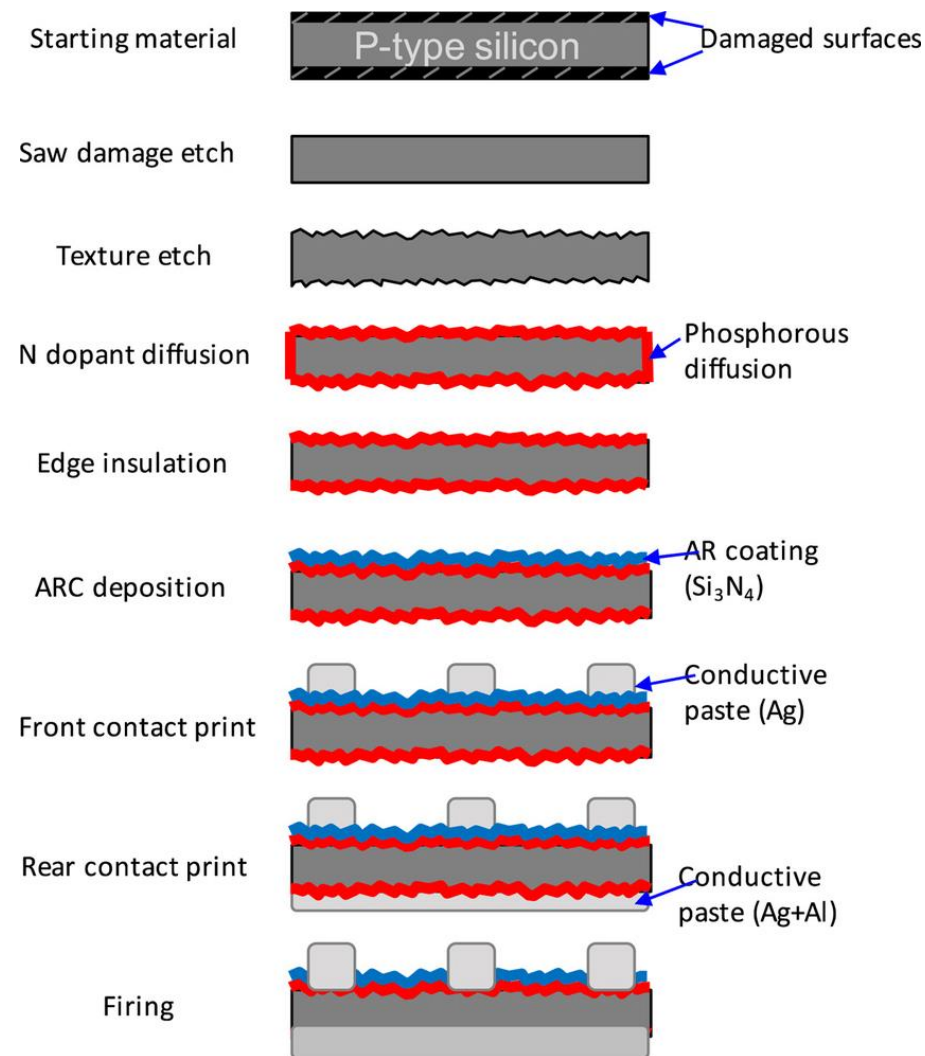 Starting material
P-type silicon
Damaged surfaces
Saw damage etch
Texture etch
N dopant diffusion
Phosphorous
diffusion
Edge insulation
ARC deposition
AR coating
(Si₃N₄)
Front contact print
Conductive
paste (Ag)
Rear contact print
Conductive
paste (Ag+Al)
Firing